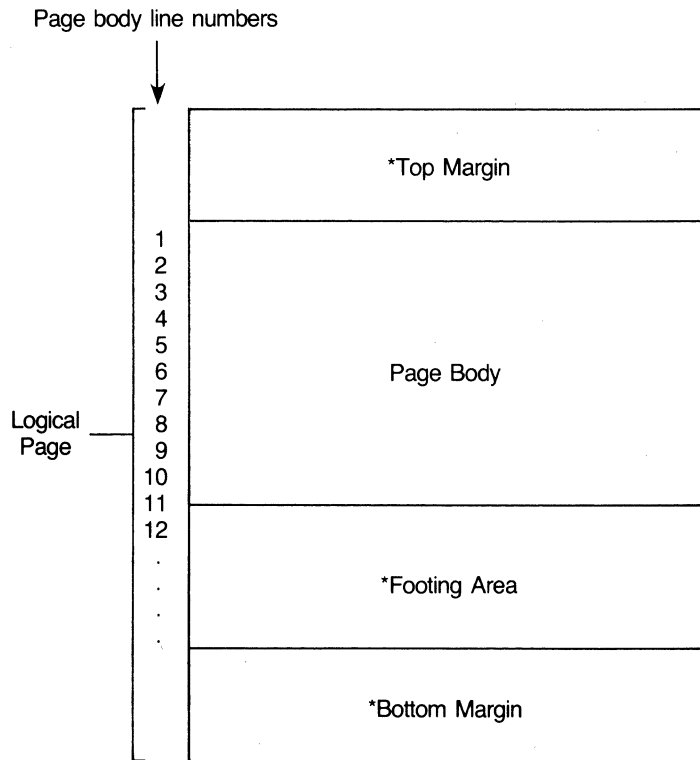 Page body line numbers
*Top Margin
1
2
3
4
5
Page Body
6
7
Logical
Page
8
9
10
11
12
.
.
*Footing Area
.
.
*Bottom Margin